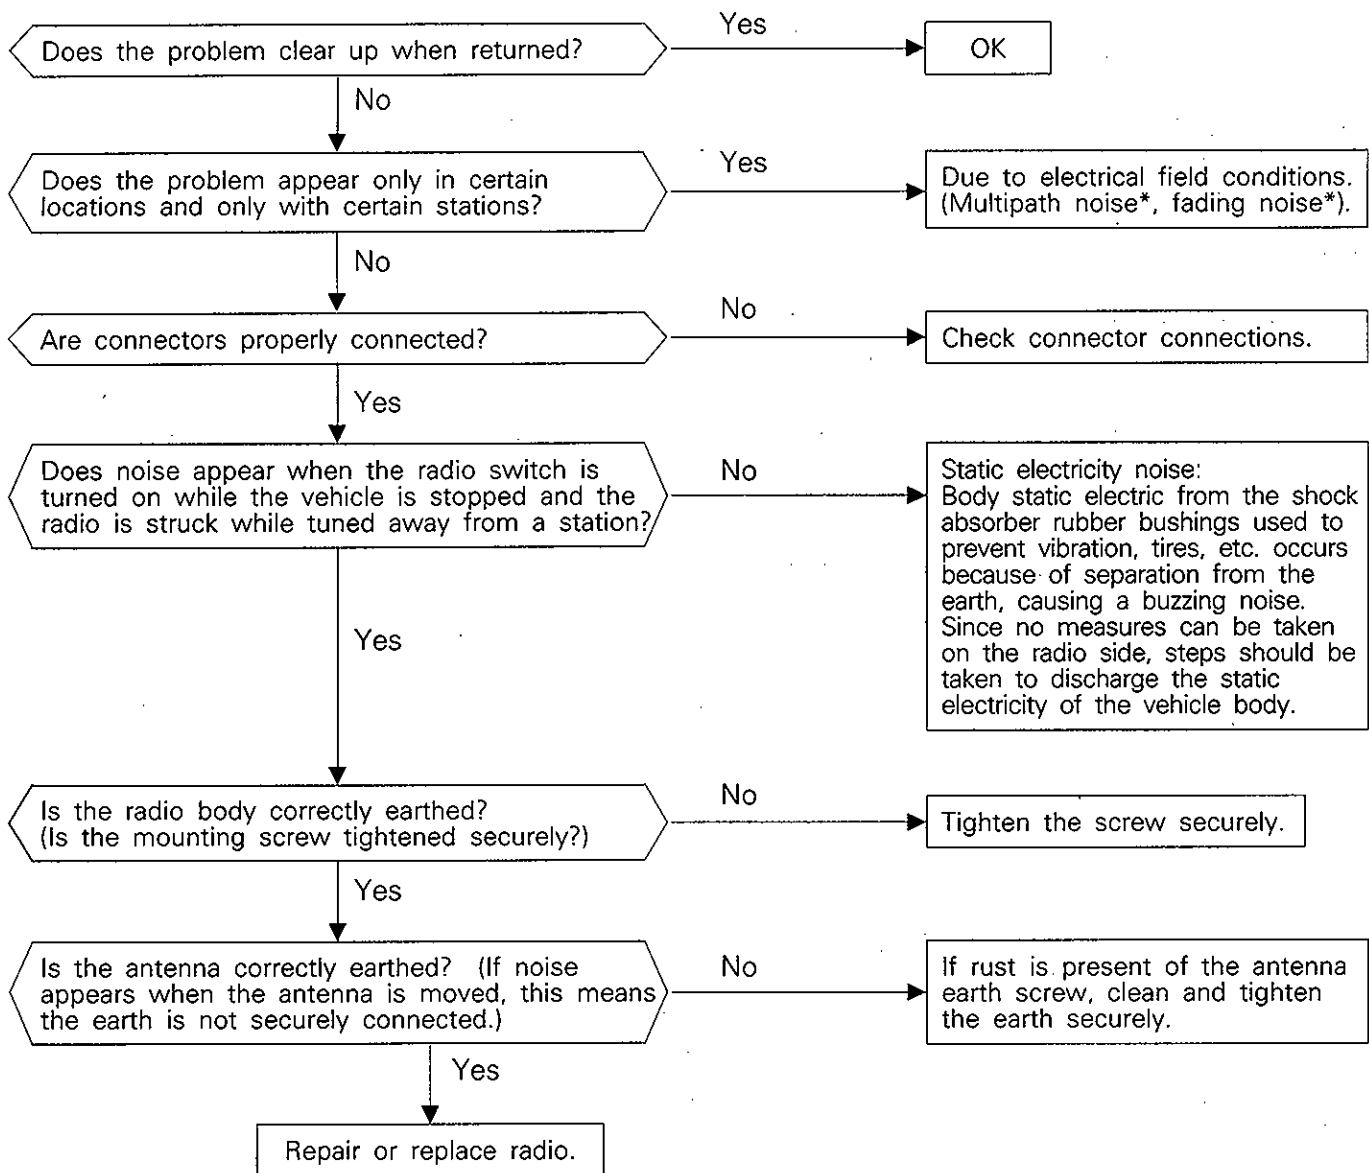 Does the problem clear up when returned?
Yes
OK
No
Does the problem appear only in certain
locations and only with certain stations?
Yes
Due to electrical field conditions.
(Multipath noise*, fading noise*).
No
Are connectors properly connected?
No
Check connector connections.
Yes
Does noise appear when the radio switch is
turned on while the vehicle is stopped and the
radio is struck while tuned away from a station?
No
Static electricity noise:
Body static electric from the shock
absorber rubber bushings used to
prevent vibration, tires, etc. occurs
because of separation from the
earth, causing a buzzing noise.
Since no measures can be taken
on the radio side, steps should be
taken to discharge the static
electricity of the vehicle body.
Yes
Is the radio body correctly earthed?
(Is the mounting screw tightened securely?)
No
Tighten the screw securely.
Yes
Is the antenna correctly earthed? (If noise
appears when the antenna is moved, this means
the earth is not securely connected.)
No
If rust is present of the antenna
earth screw, clean and tighten
the earth securely.
Yes
Repair or replace radio.